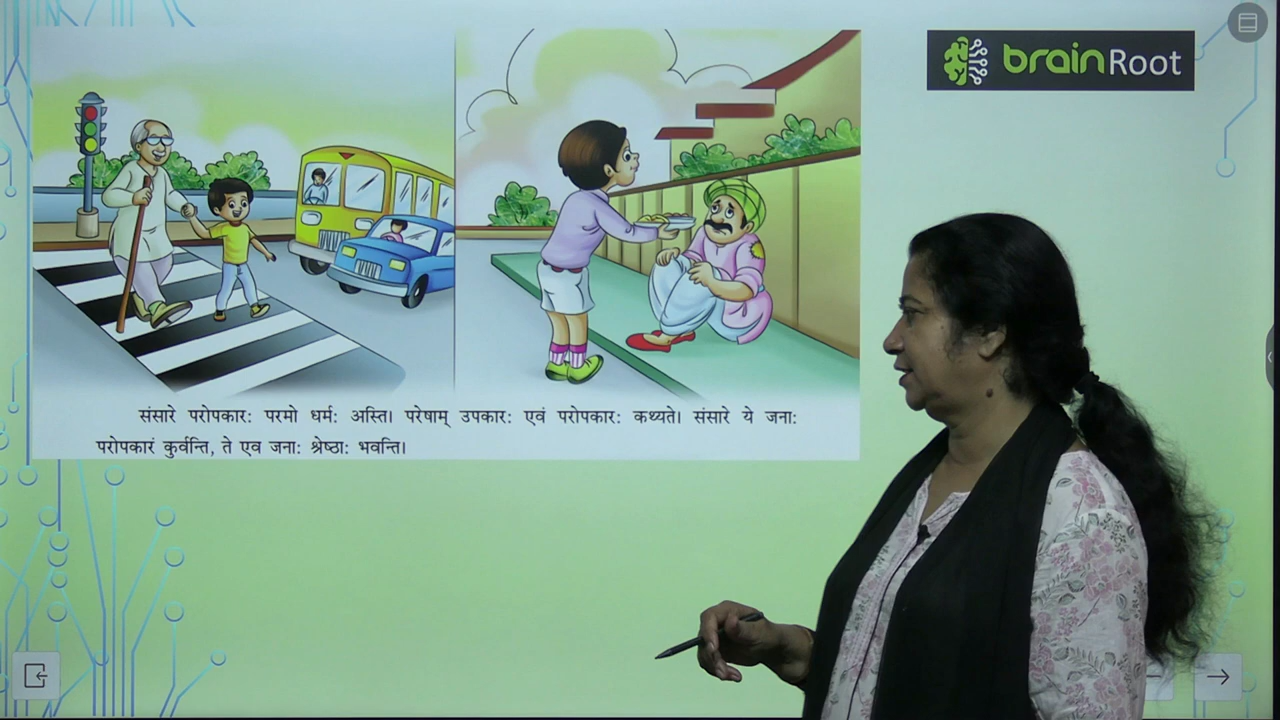 brainRoot
संसारे परोपकार: परमो धर्म: अस्ति। परेषाम् उपकार: एवं परोपकार: कथ्यते। संसारे ये जना:
परोपकारं कुर्वन्ति, ते एव जना: श्रेष्ठा: भवन्ति।